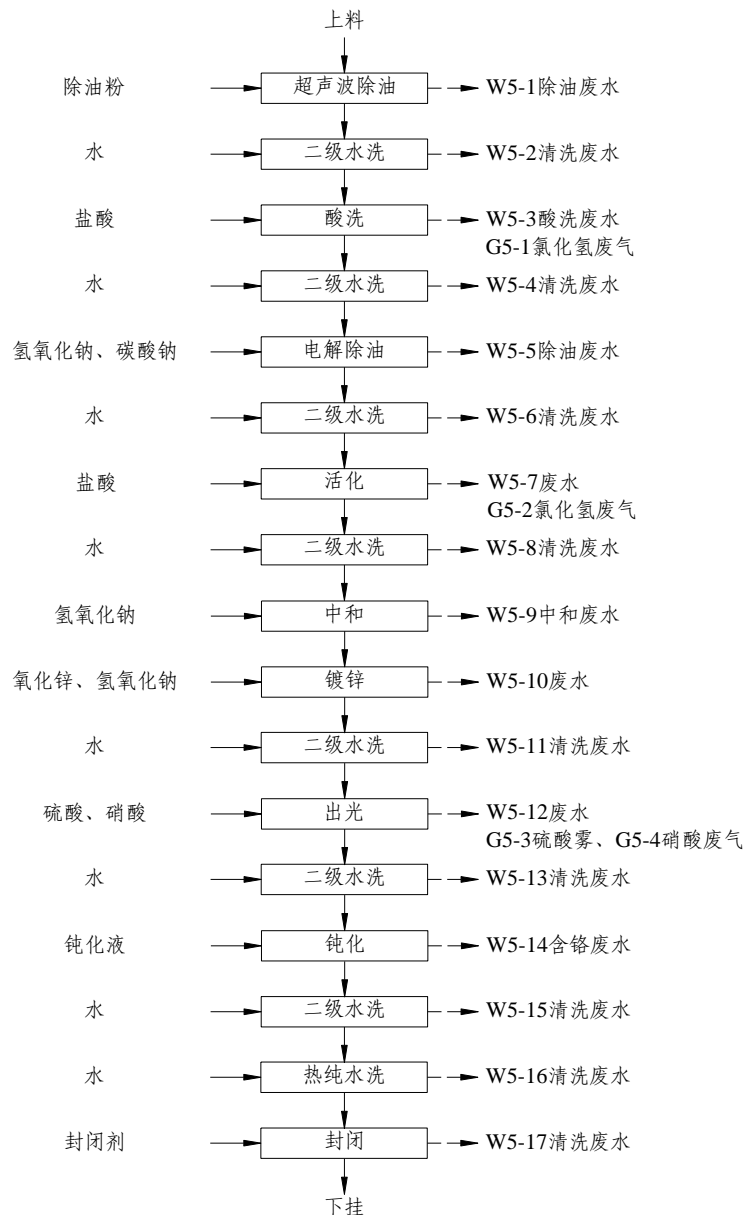 上料
除油粉 超声波除油 W5-1除油废水
水 二级水洗 W5-2清洗废水
盐酸 酸洗 W5-3酸洗废水
G5-1氯化氢废气
水 二级水洗 W5-4清洗废水
氢氧化钠、碳酸钠 电解除油 W5-5除油废水
水 二级水洗 W5-6清洗废水
盐酸 活化 W5-7废水
G5-2氯化氢废气
水 二级水洗 W5-8清洗废水
氢氧化钠 中和 W5-9中和废水
氧化锌、氢氧化钠 镀锌 W5-10废水
水 二级水洗 W5-11清洗废水
硫酸、硝酸 出光 W5-12废水
G5-3硫酸雾、G5-4硝酸废气
水 二级水洗 W5-13清洗废水
钝化液 钝化 W5-14含铬废水
水 二级水洗 W5-15清洗废水
水 热纯水洗 W5-16清洗废水
封闭剂 封闭 W5-17清洗废水
下挂